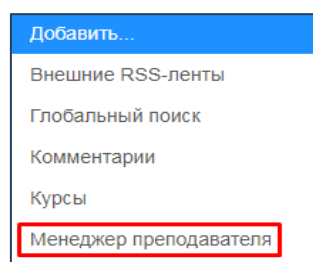 Добавить...
Внешние RSS-ленты
Глобальный поиск
Комментарии
Курсы
Менеджер преподавателя